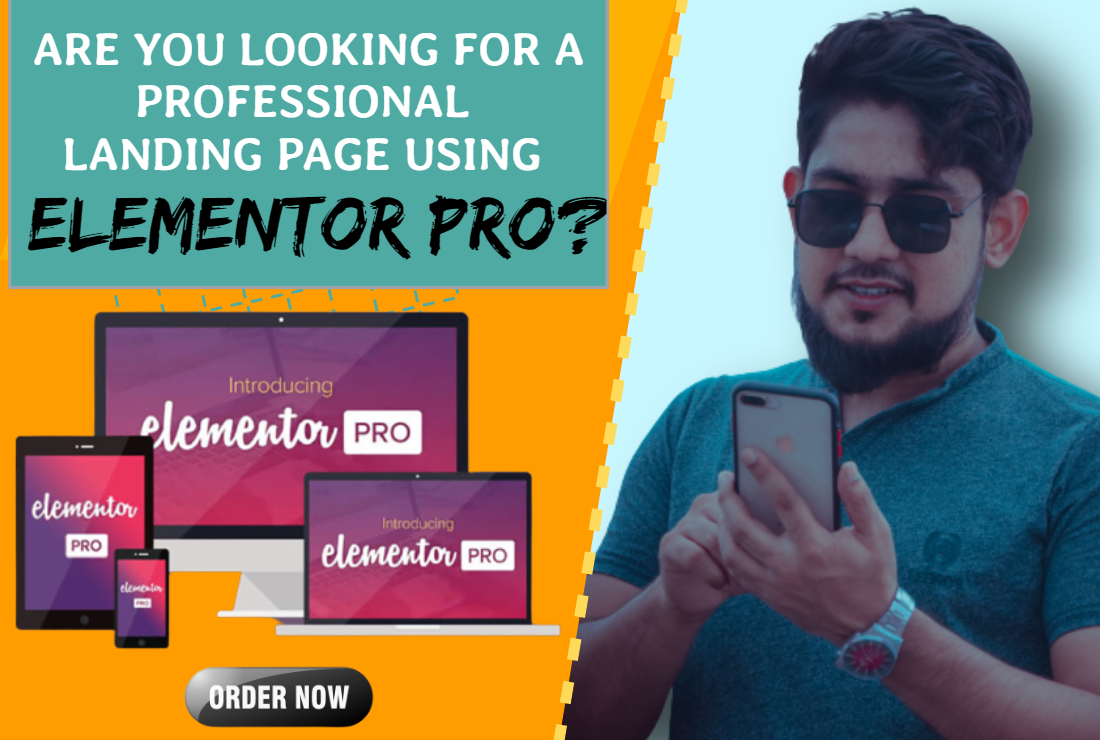 ARE YOU LOOKING FOR A
PROFESSIONAL
LANDING PAGE USING
ELEMENTOR PRO?
Introducing
elementor PRO
elementor
PRO
Introducing
elementor PRO
elementor
PRO
ORDER NOW